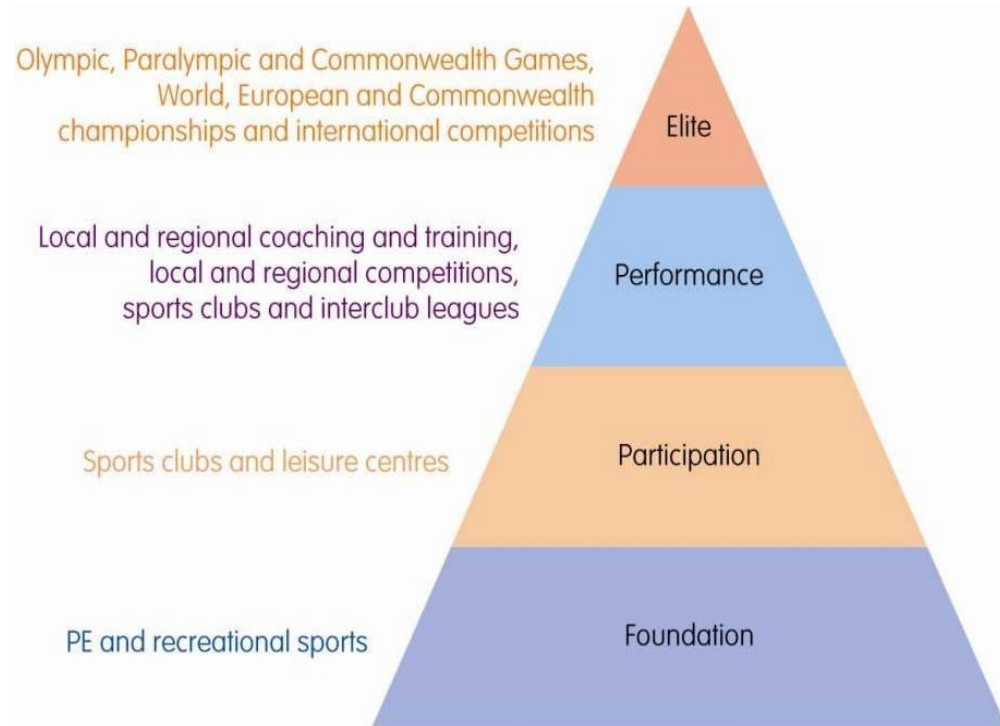 Olympic, Paralympic and Commonwealth Games,
World, European and Commonwealth
championships and international competitions
Elite
Local and regional coaching and training,
local and regional competitions,
sports clubs and interclub leagues
Performance
Sports clubs and leisure centres
Participation
PE and recreational sports
Foundation